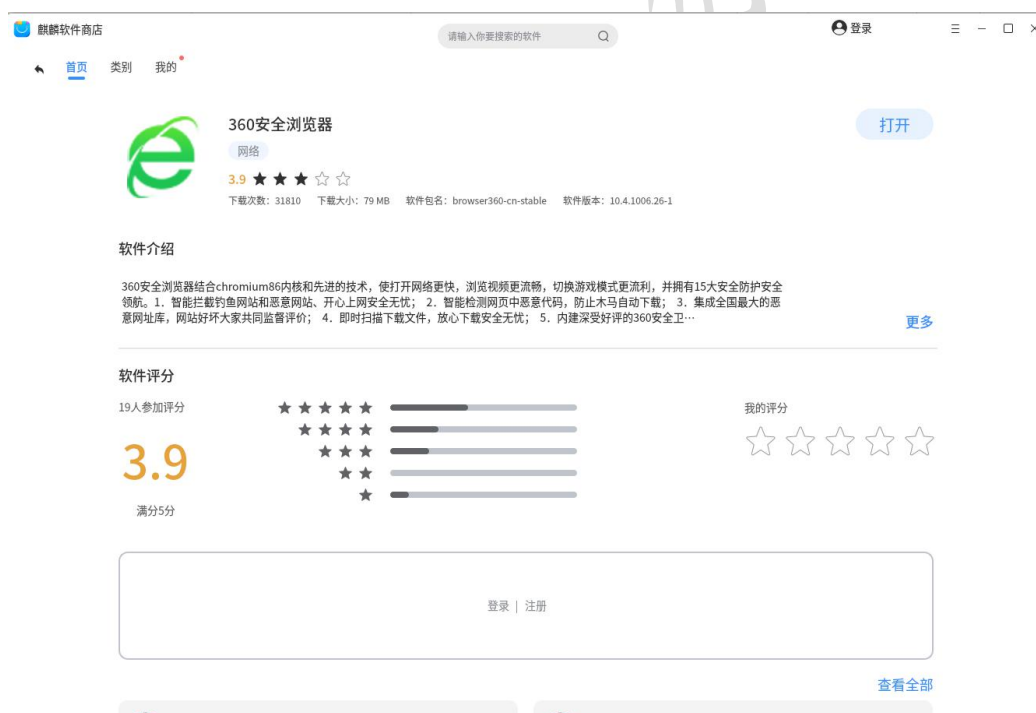 麒麟软件商店
请输入你要搜索的软件
登录
首页 类别 我的
360安全浏览器
打开
网络
3.9
下载次数：31810 下载大小：79 MB 软件包名：browser360-cn-stable 软件版本：10.4.1006.26-1
软件介绍
360安全浏览器结合chromium86内核和先进的技术，使打开网络更快，浏览视频更流畅，切换游戏模式更流利，并拥有15大安全防护安全
领航。1．智能拦截钓鱼网站和恶意网站、开心上网安全无忧； 2．智能检测网页中恶意代码，防止木马自动下载； 3．集成全国最大的恶
意网址库，网站好坏大家共同监督评价； 4．即时扫描下载文件，放心下载安全无忧； 5．内建深受好评的360安全卫…
更多
软件评分
19人参加评分
我的评分
3.9
满分5分
登录 | 注册
查看全部